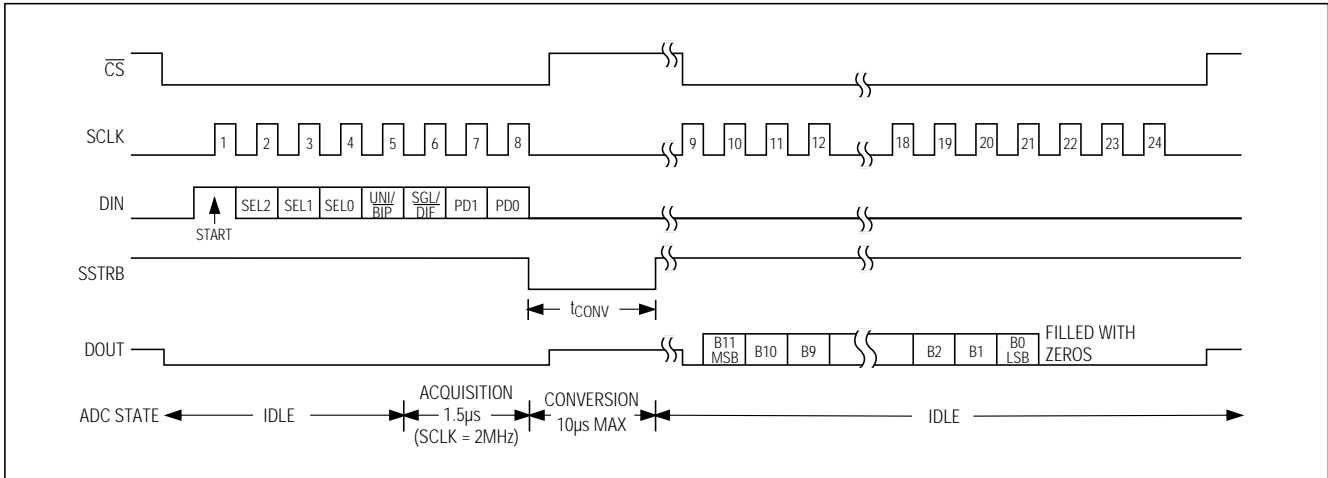 CS
SCLK
1 2 3 4 5 6 7 8 9 10 11 12 18 19 20 21 22 23 24
DIN
SEL2 SEL1 SEL0 UNI/BIP SGL/DIF PD1 PD0
START
SSTRB
tCONV
DOUT
B11 MSB B10 B9 B2 B1 B0 LSB
FILLED WITH
ZEROS
ADC STATE
IDLE
ACQUISITION
1.5µs
(SCLK = 2MHz)
CONVERSION
10µs MAX
IDLE